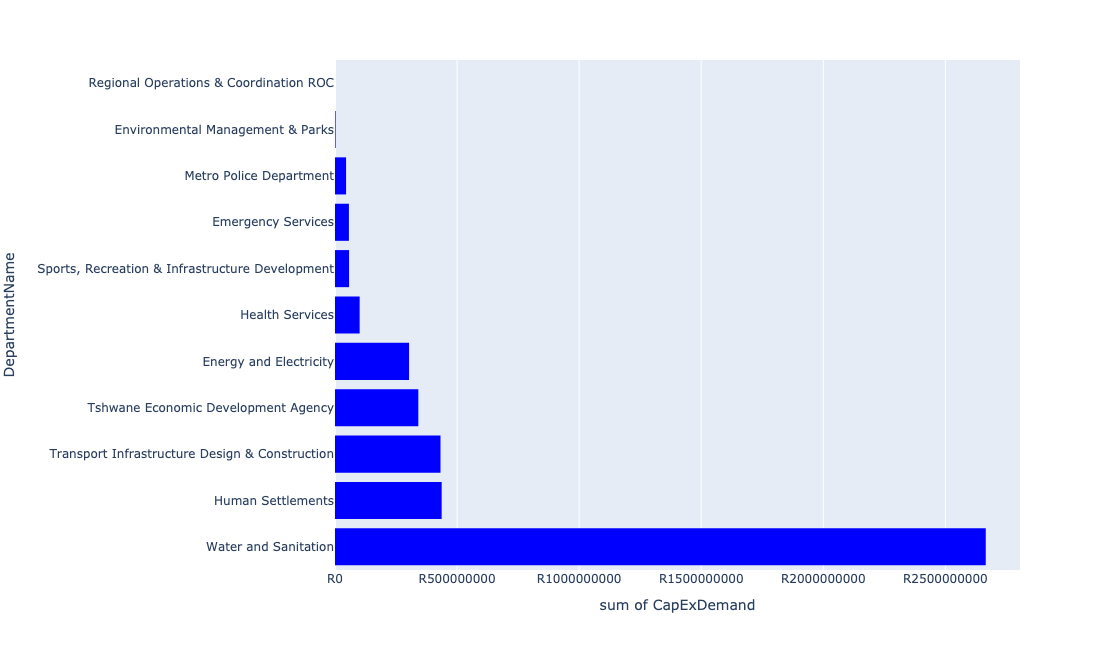 Regional Operations & Coordination ROC
Environmental Management & Parks
Metro Police Department
Emergency Services
Sports, Recreation & Infrastructure Development
Health Services
Energy and Electricity
Tshwane Economic Development Agency
Transport Infrastructure Design & Construction
Human Settlements
Water and Sanitation
DepartmentName
R0 R500000000 R1000000000 R1500000000 R2000000000 R2500000000
sum of CapExDemand